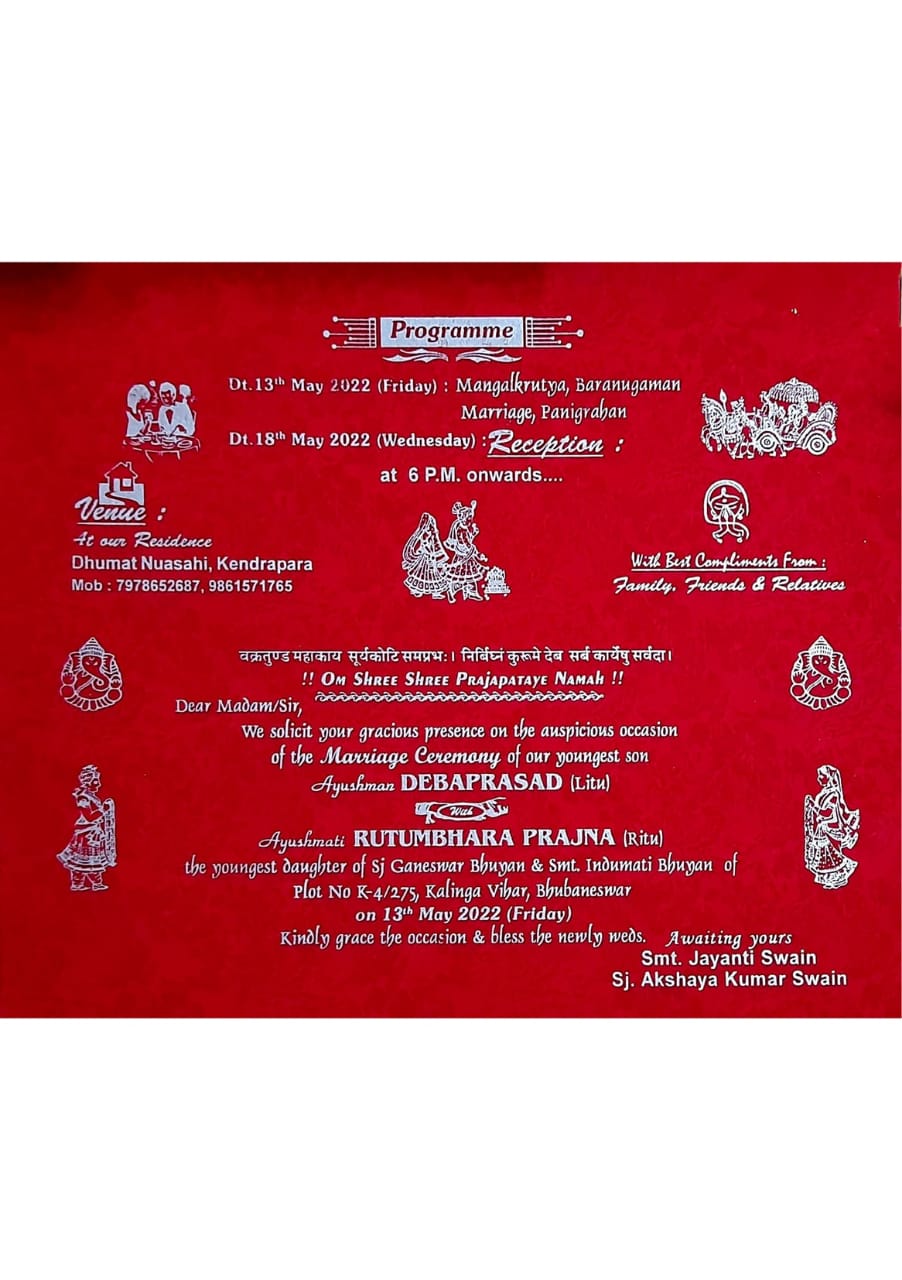 Programme
Dt.13th May 2022 (Friday) : Mangalkrutya, Baranugaman
Marriage, Panigrahan
Dt.18th May 2022 (Wednesday) : Reception :
at 6 P.M. onwards....
Venue :
At our Residence
Dhumat Nuasahi, Kendrapara
Mob : 7978652687, 9861571765
With Best Compliments From :
Family, Friends & Relatives
वक्रतुण्ड महाकाय सूर्यकोटि समप्रभः। निर्बिघ्नं कुरूमे देब सर्ब कार्येषु सर्वदा।
!! Om Shree Shree Prajapataye Namah !!
Dear Madam/Sir,
We solicit your gracious presence on the auspicious occasion
of the Marriage Ceremony of our youngest son
Ayushman DEBAPRASAD (Litu)
With
Ayushmati RUTUMBHARA PRAJNA (Ritu)
the youngest daughter of Sj Ganeswar Bhuyan & Smt. Indumati Bhuyan of
Plot No K-4/275, Kalinga Vihar, Bhubaneswar
on 13th May 2022 (Friday)
Kindly grace the occasion & bless the newly weds. Awaiting yours
Smt. Jayanti Swain
Sj. Akshaya Kumar Swain